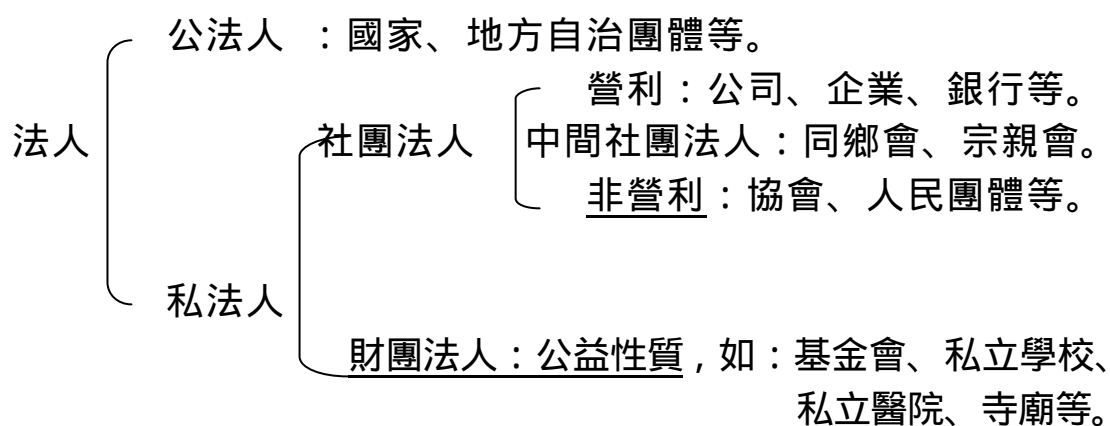 公法人 ：國家、地方自治團體等。
營利：公司、企業、銀行等。
法人 社團法人 中間社團法人：同鄉會、宗親會。
非營利：協會、人民團體等。
私法人
財團法人：公益性質，如：基金會、私立學校、
私立醫院、寺廟等。